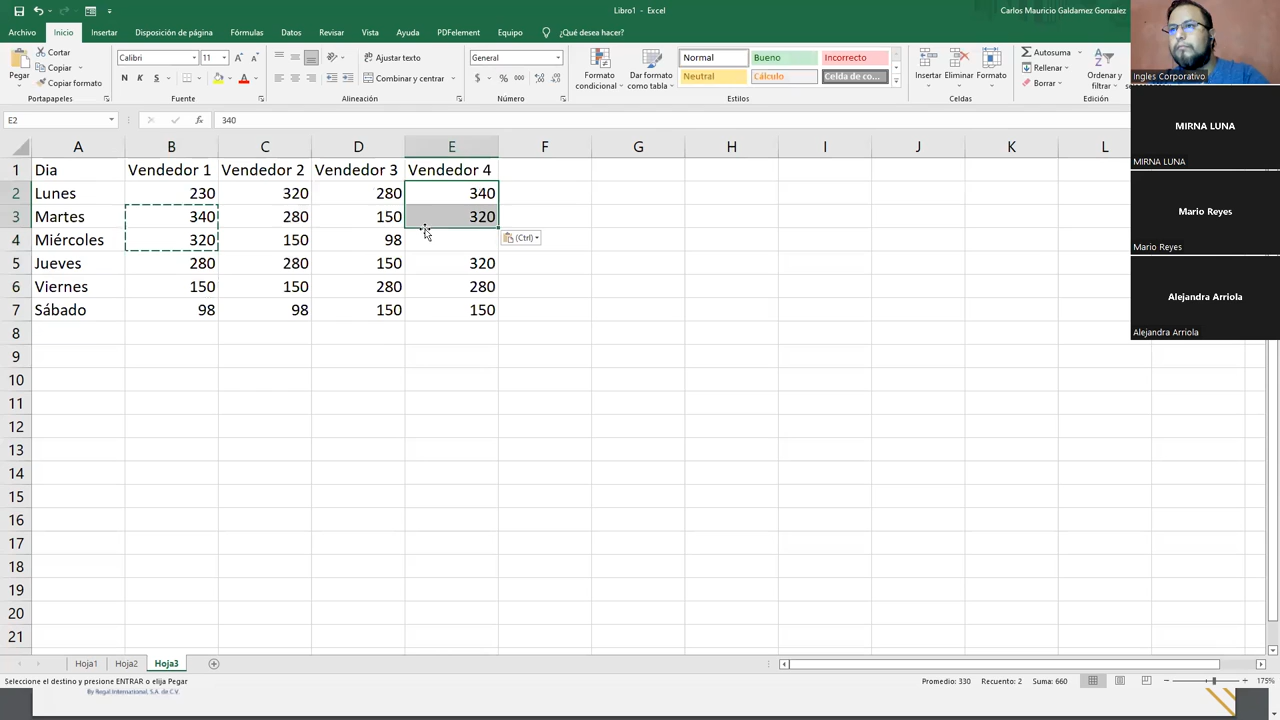 Libro1 - Excel
Carlos Mauricio Galdamez Gonzalez
Archivo Inicio Insertar Disposición de página Fórmulas Datos Revisar Vista Ayuda PDFelement Equipo ¿Qué desea hacer?
Pegar
Cortar
Copiar
Copiar formato
Portapapeles
Calibri 11
N K S
Fuente
Ajustar texto
Combinar y centrar
Alineación
General
Número
Formato condicional
Dar formato como tabla
Normal Bueno Incorrecto
Neutral Cálculo Celda de co...
Estilos
Insertar Eliminar Formato
Celdas
Autosuma
Rellenar
Borrar
Ordenar y filtrar
Edición
E2 340
A B C D E F G H I J K L
1 Dia Vendedor 1 Vendedor 2 Vendedor 3 Vendedor 4
2 Lunes 230 320 280 340
3 Martes 340 280 150 320
4 Miércoles 320 150 98
5 Jueves 280 280 150 320
6 Viernes 150 150 280 280
7 Sábado 98 98 150 150
8
9
10
11
12
13
14
15
16
17
18
19
20
21
(Ctrl)
Ingles Corporativo
MIRNA LUNA
MIRNA LUNA
Mario Reyes
Mario Reyes
Alejandra Arriola
Alejandra Arriola
Hoja1 Hoja2 Hoja3
Seleccione el destino y presione ENTRAR o elija Pegar
Promedio: 330 Recuento: 2 Suma: 660 175%
By Regal International, S.A. de C.V.